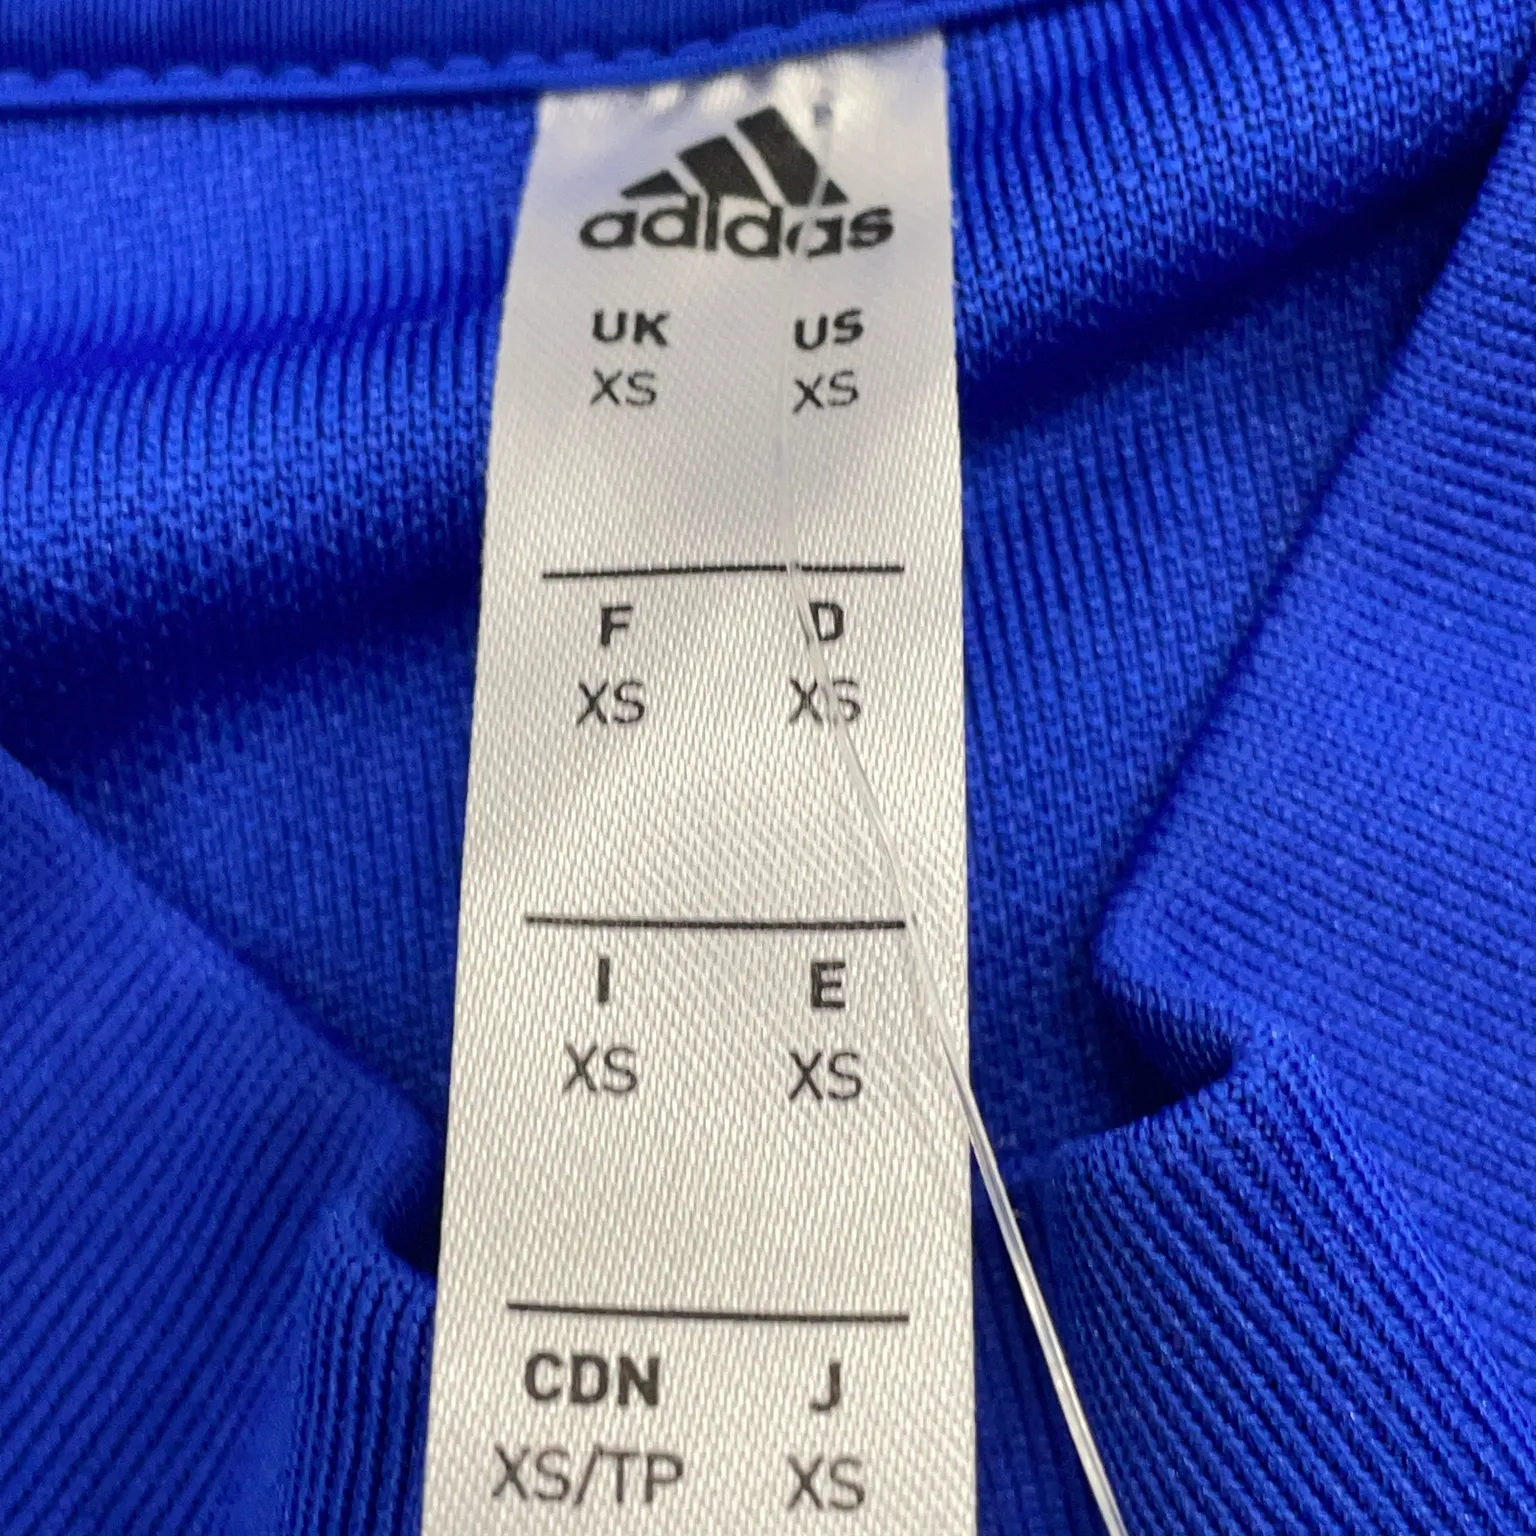 adidas
UK US
XS XS
F D
XS XS
I E
XS XS
CDN J
XS/TP XS